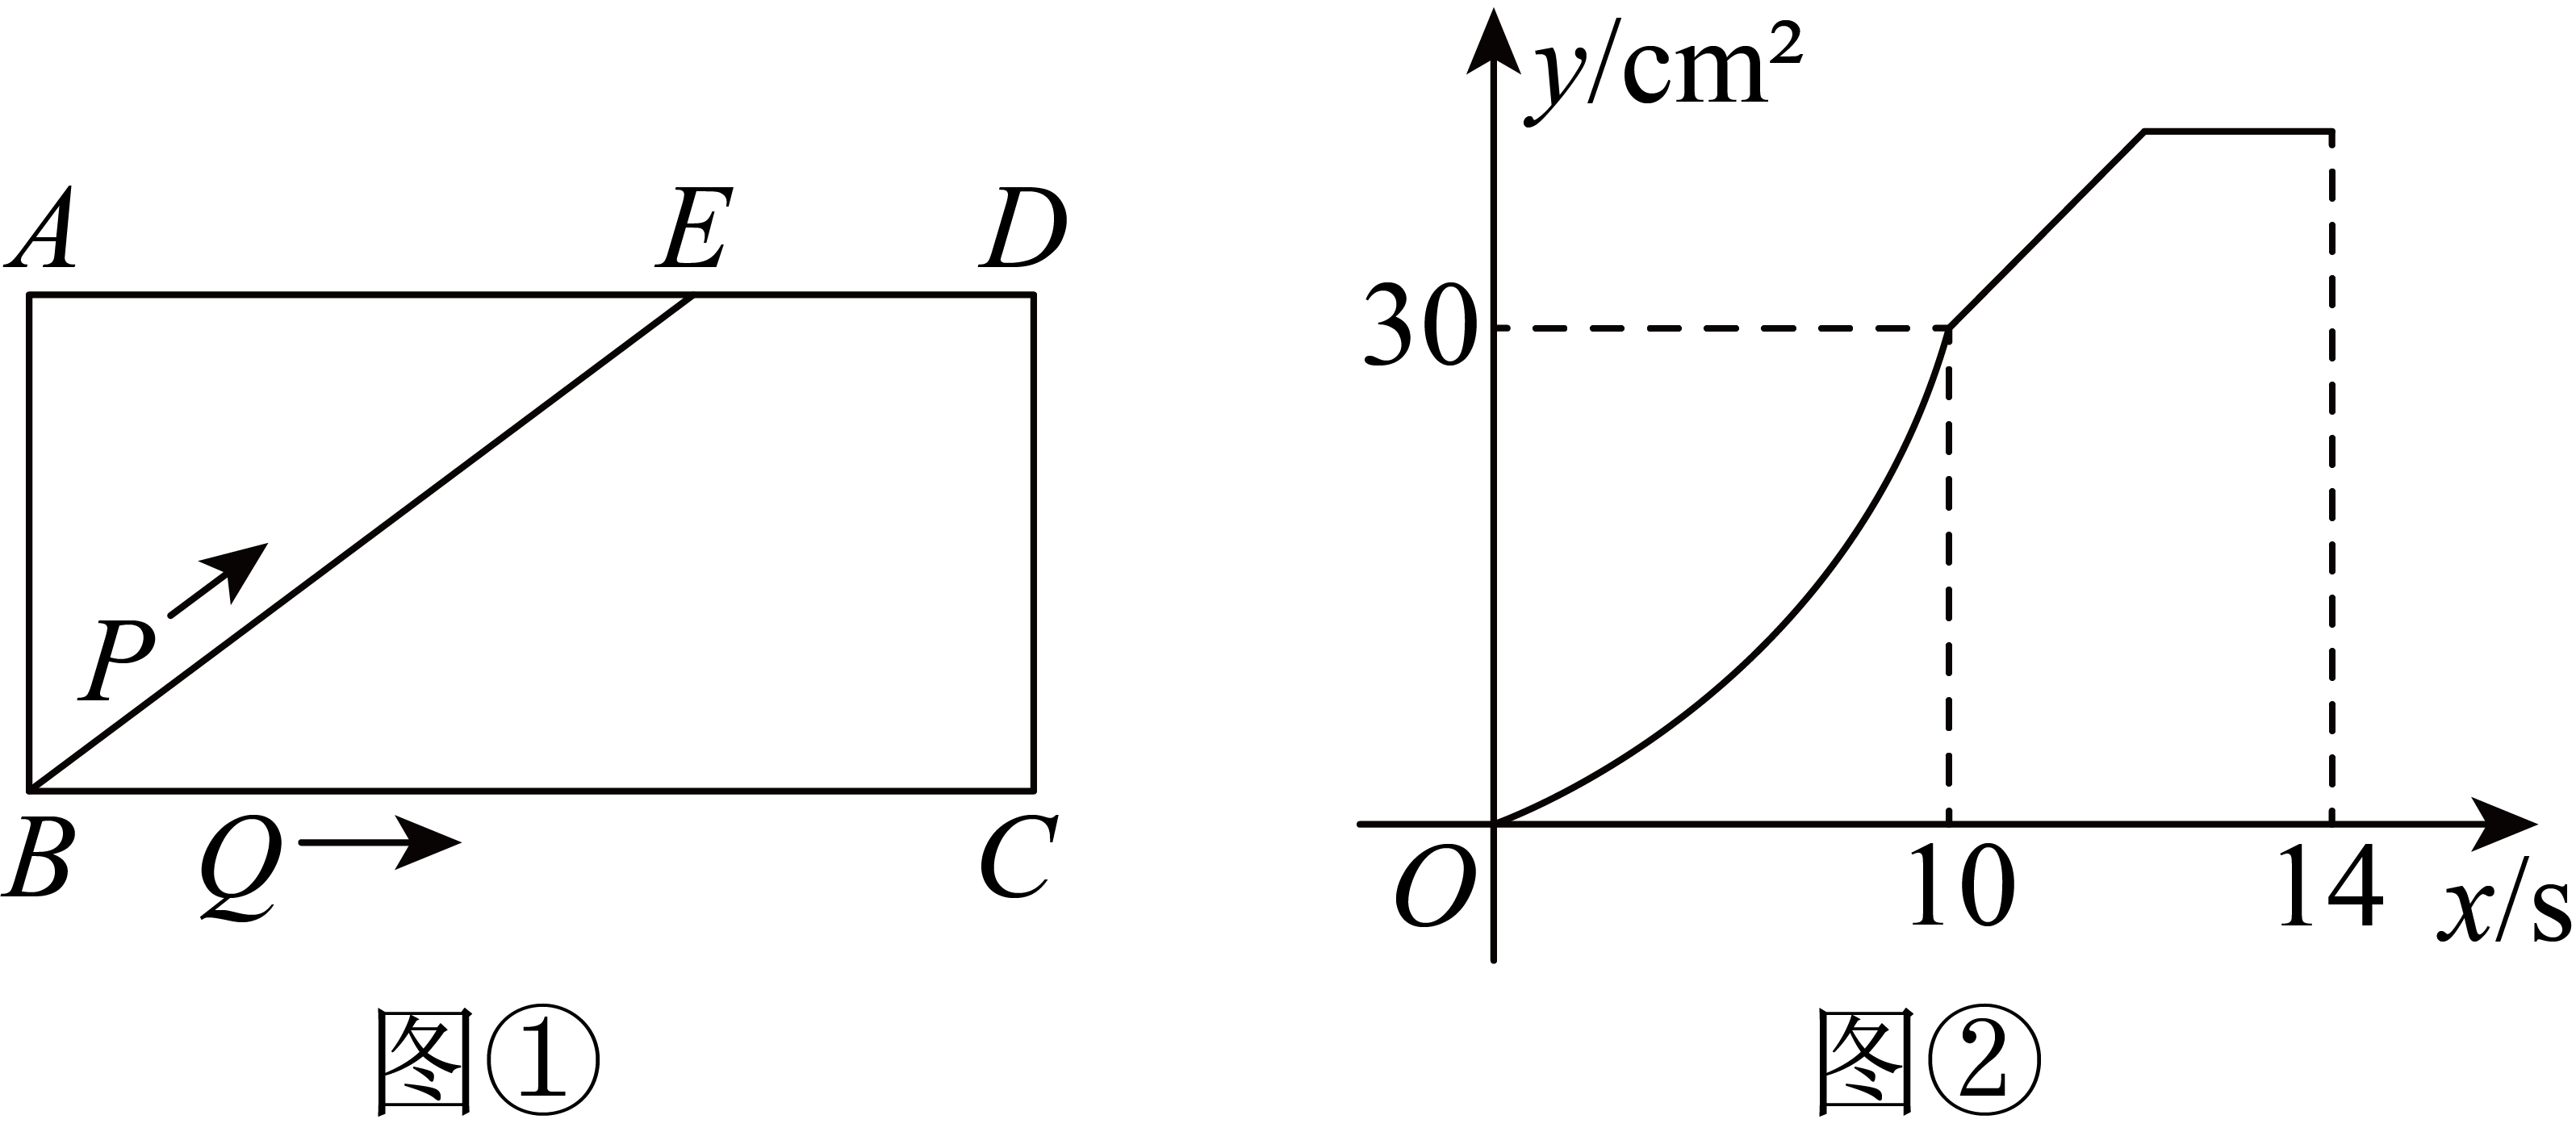 A E D
P
B Q C
图①
y/cm²
30
O 10 14 x/s
图②